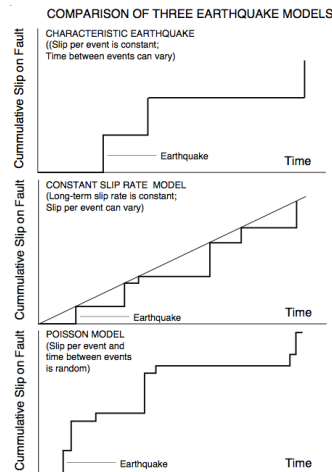 COMPARISON OF THREE EARTHQUAKE MODELS
CHARACTERISTIC EARTHQUAKE
((Slip per event is constant;
Time between events can vary)
Cummulative Slip on Fault
Earthquake
Time
CONSTANT SLIP RATE MODEL
(Long-term slip rate is constant;
Slip per event can vary)
Cummulative Slip on Fault
Earthquake
Time
POISSON MODEL
(Slip per event and
time between events
is random)
Cummulative Slip on Fault
Earthquake
Time